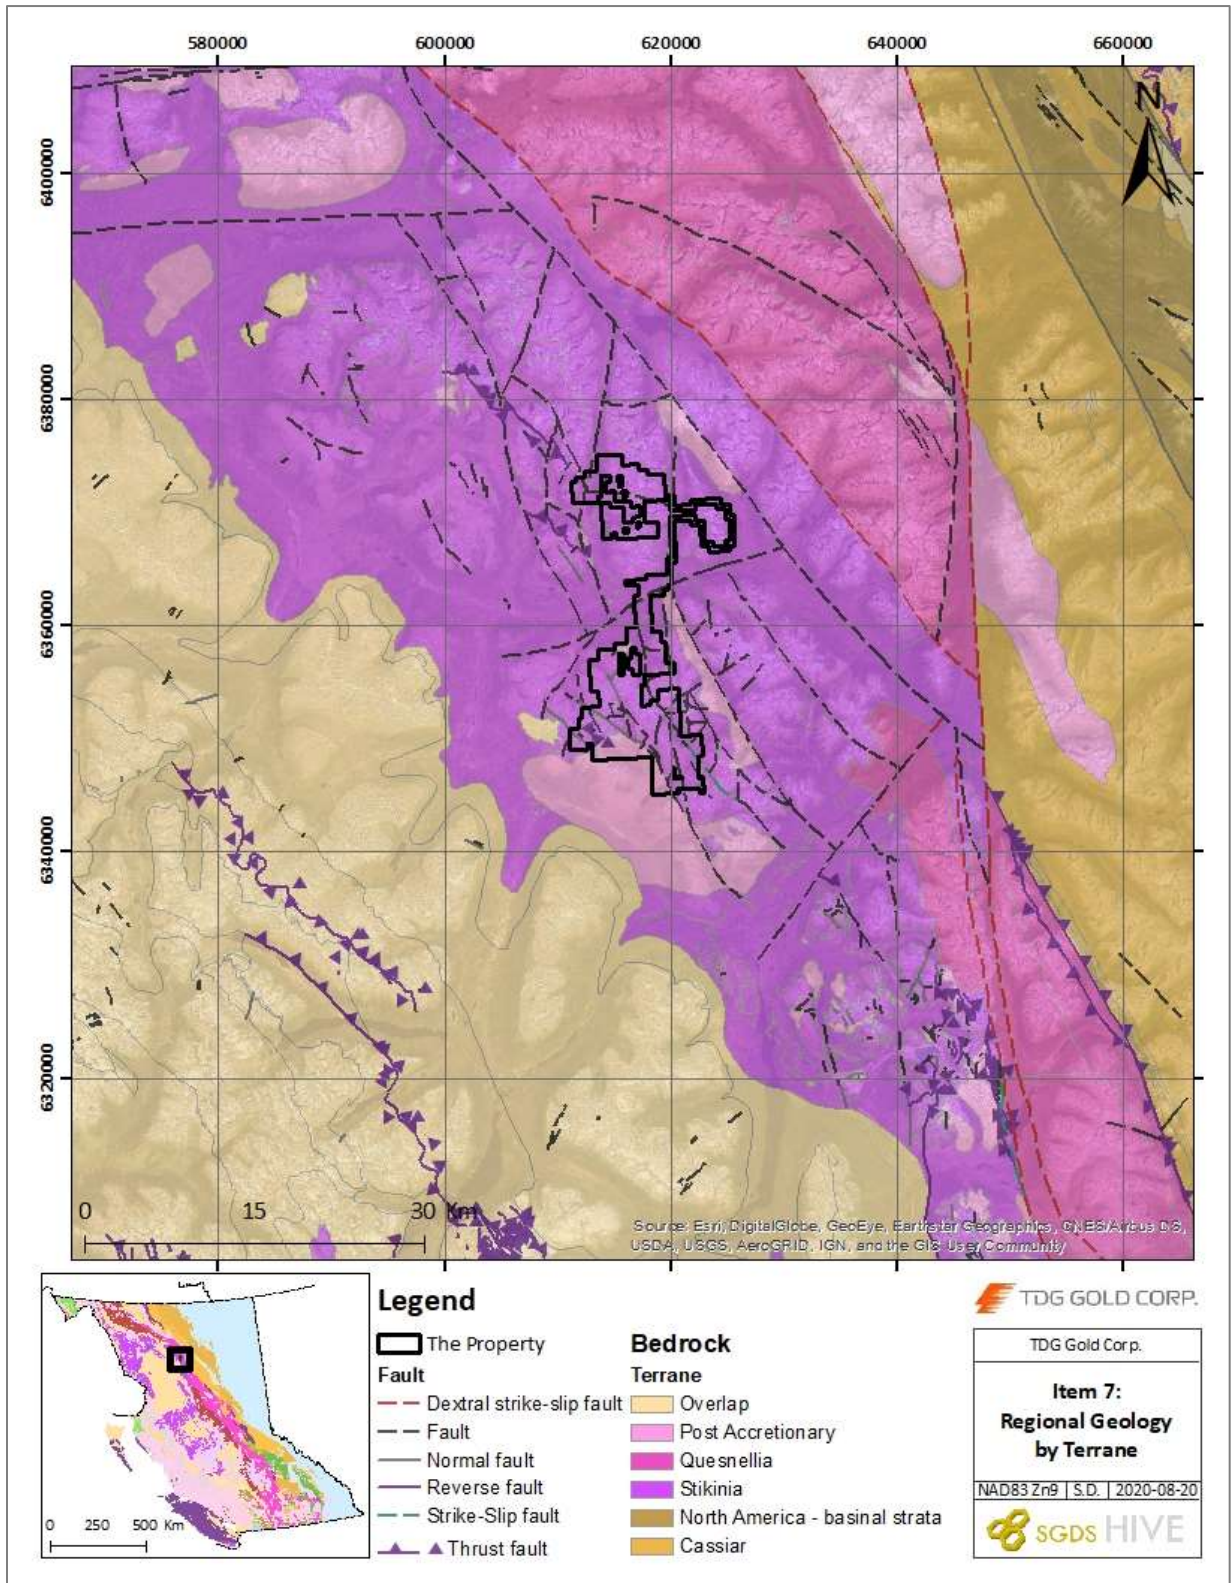 580000 600000 620000 640000 660000
N
6400000
6380000
6360000
6340000
6320000
0 15 30 Km
Source: Esri, DigitalGlobe, GeoEye, Earthstar Geographics, CNES/Airbus DS,
USDA, USGS, AeroGRID, IGN, and the GIS User Community
0 250 500 Km
Legend
The Property
Fault
Dextral strike-slip fault
Fault
Normal fault
Reverse fault
Strike-Slip fault
Thrust fault
Bedrock
Terrane
Overlap
Post Accretionary
Quesnellia
Stikinia
North America - basinal strata
Cassiar
TDG GOLD CORP.
TDG Gold Corp.
Item 7:
Regional Geology
by Terrane
NAD83 Zn9 S.D. 2020-08-20
SGDS HIVE